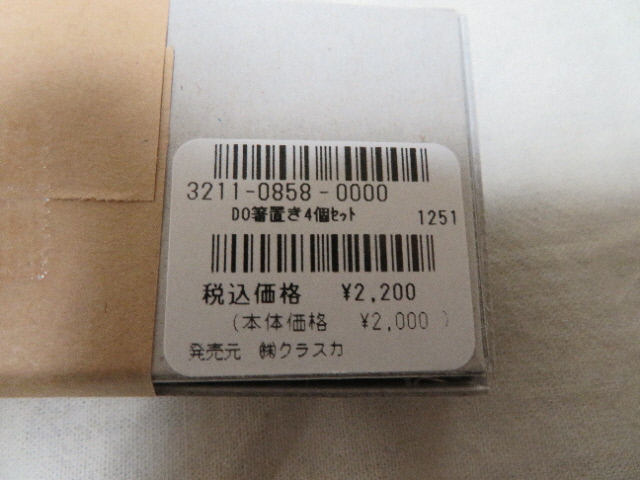 3211-0858-0000
DO箸置き4個ｾｯﾄ 1251
税込価格 ¥2,200
(本体価格 ¥2,000)
発売元 ㈱クラスカ